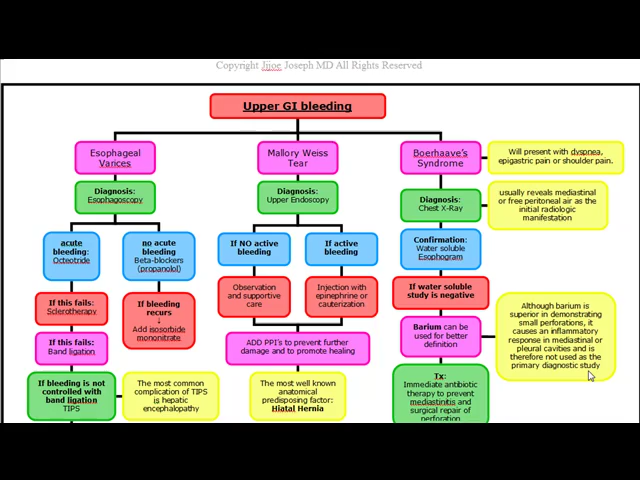 Copyright Jijoe Joseph MD All Rights Reserved
Upper GI bleeding
Esophageal
Varices
Mallory Weiss
Tear
Boerhaave's
Syndrome
Will present with dyspnea,
epigastric pain or shoulder pain.
Diagnosis:
Esophagoscopy
Diagnosis:
Upper Endoscopy
Diagnosis:
Chest X-Ray
usually reveals mediastinal
or free peritoneal air as the
initial radiologic
manifestation
acute
bleeding:
Octeotride
no acute
bleeding
Beta-blockers
(propanolol)
If NO active
bleeding
If active
bleeding
Confirmation:
Water soluble
Esophogram
If this fails:
Sclerotherapy
If bleeding
recurs
↓
Add isosorbide
mononitrate
Observation
and supportive
care
Injection with
epinephrine or
cauterization
If water soluble
study is negative
Although barium is
superior in demonstrating
small perforations, it
causes an inflammatory
response in mediastinal or
pleural cavities and is
therefore not used as the
primary diagnostic study
If this fails:
Band ligation
ADD PPI's to prevent further
damage and to promote healing
Barium can be
used for better
definition
If bleeding is not
controlled with
band ligation
TIPS
The most common
complication of TIPS
is hepatic
encephalopathy
The most well known
anatomical
predisposing factor:
Hiatal Hernia
Tx:
Immediate antibiotic
therapy to prevent
mediastinitis and
surgical repair of
perforation